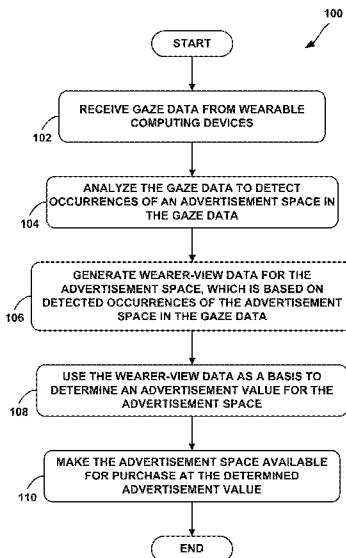 100
START
RECEIVE GAZE DATA FROM WEARABLE
COMPUTING DEVICES
102
ANALYZE THE GAZE DATA TO DETECT
OCCURRENCES OF AN ADVERTISEMENT SPACE IN
THE GAZE DATA
104
GENERATE WEARER-VIEW DATA FOR THE
ADVERTISEMENT SPACE, WHICH IS BASED ON
DETECTED OCCURRENCES OF THE ADVERTISEMENT
SPACE IN THE GAZE DATA
106
USE THE WEARER-VIEW DATA AS A BASIS TO
DETERMINE AN ADVERTISEMENT VALUE FOR THE
ADVERTISEMENT SPACE
108
MAKE THE ADVERTISEMENT SPACE AVAILABLE
FOR PURCHASE AT THE DETERMINED
ADVERTISEMENT VALUE
110
END